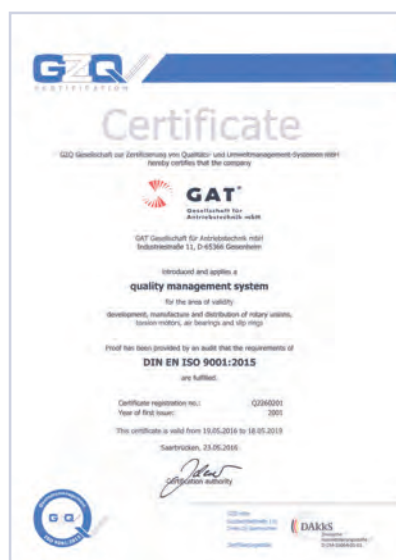 GZQ
CERTIFICATION
Certificate
GZQ Gesellschaft zur Zertifizierung von Qualitäts- und Umweltmanagement-Systemen mbH
hereby certifies that the company
GAT®
Gesellschaft für
Antriebstechnik mbH
GAT Gesellschaft für Antriebstechnik mbH
Industriestraße 11, D-65366 Geisenheim
introduced and applies a
quality management system
for the area of validity
development, manufacture and distribution of rotary unions,
torsion motors, air bearings and slip rings
Proof has been provided by an audit that the requirements of
DIN EN ISO 9001:2015
are fulfilled.
Certificate registration no.: Q2260201
Year of first issue: 2001
This certificate is valid from 19.05.2016 to 18.05.2019
Saarbrücken, 23.05.2016
Certification authority
GQ
DAkkS
Deutsche
Akkreditierungsstelle